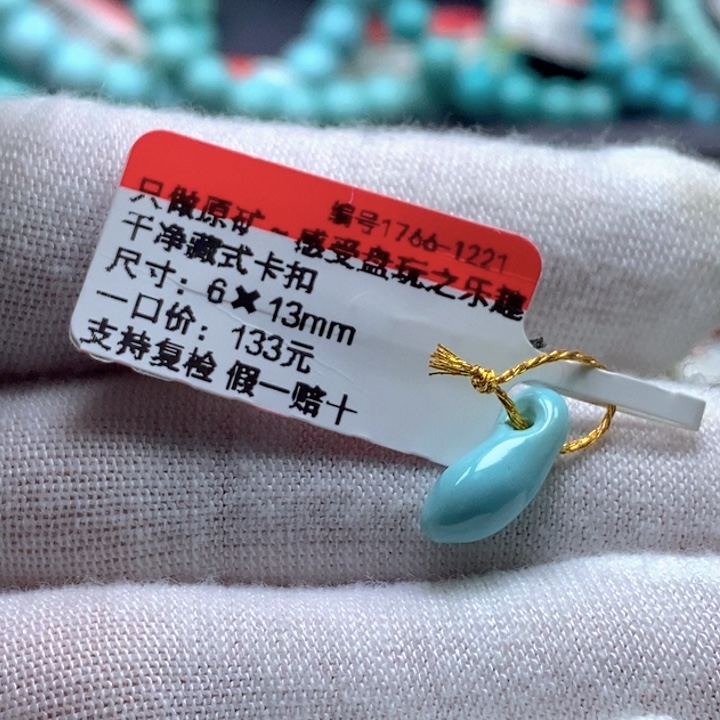 编号1766-1221
只做原矿~感受盘玩之乐趣
干净藏式卡扣
尺寸：6✖13mm
一口价：133元
支持复检 假一赔十